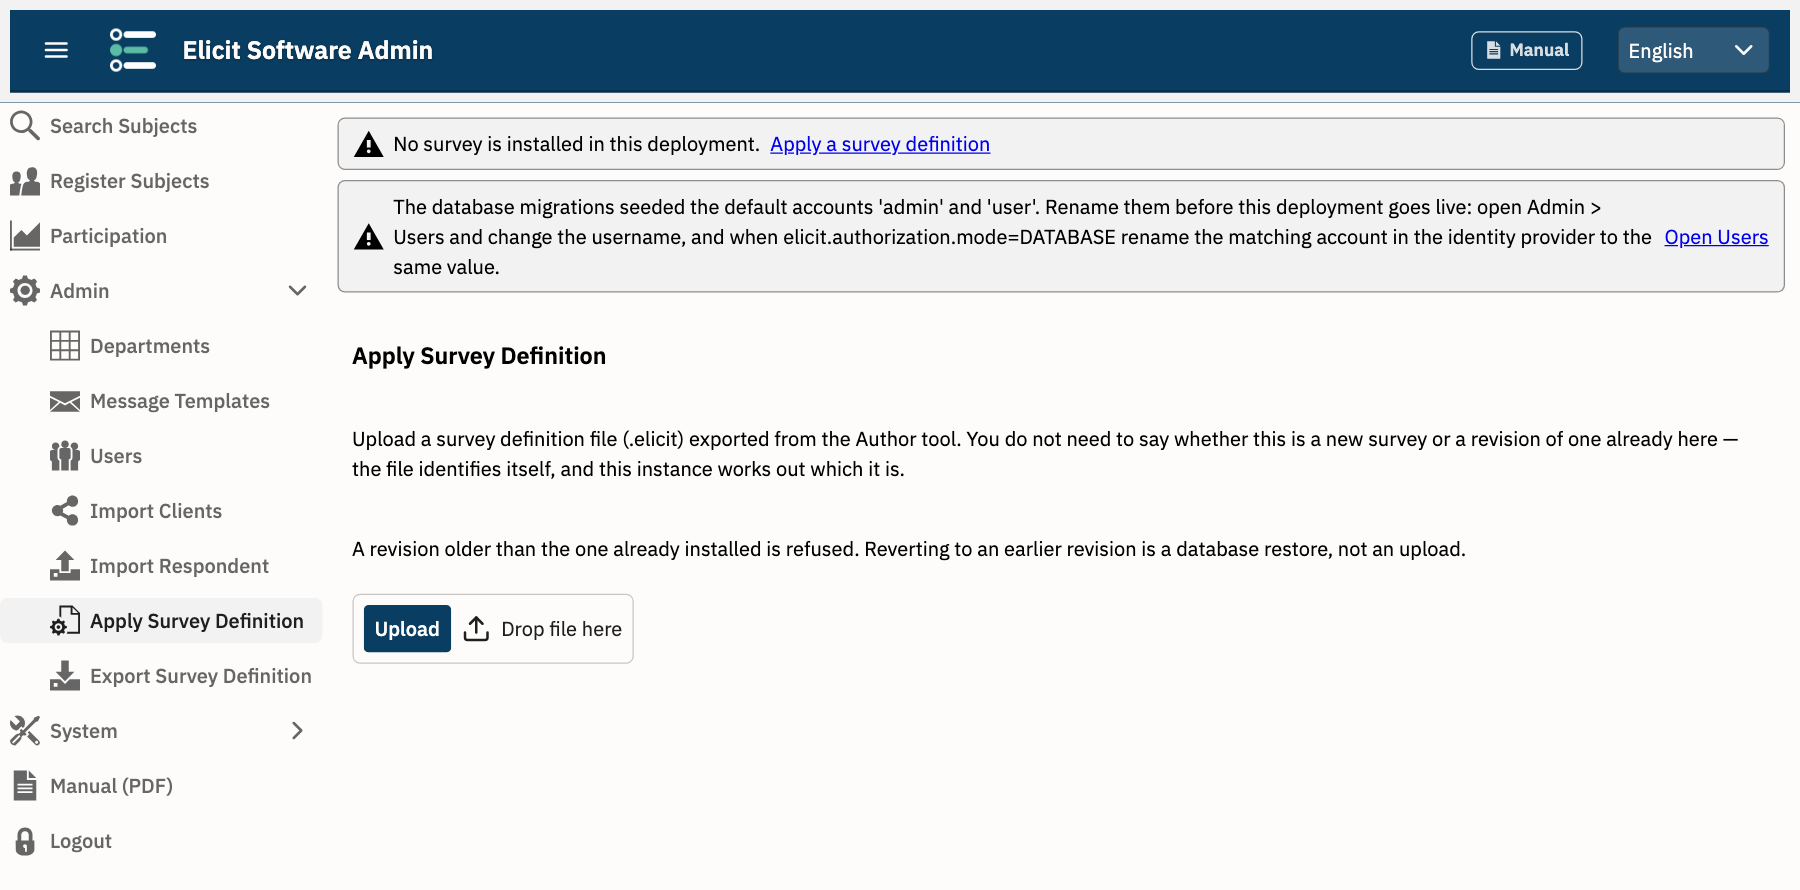 Elicit Software Admin
Manual
English
Search Subjects
Register Subjects
Participation
Admin
Departments
Message Templates
Users
Import Clients
Import Respondent
Apply Survey Definition
Export Survey Definition
System
Manual (PDF)
Logout
No survey is installed in this deployment. Apply a survey definition
The database migrations seeded the default accounts 'admin' and 'user'. Rename them before this deployment goes live: open Admin >
Users and change the username, and when elicit.authorization.mode=DATABASE rename the matching account in the identity provider to the
same value.
Open Users
Apply Survey Definition
Upload a survey definition file (.elicit) exported from the Author tool. You do not need to say whether this is a new survey or a revision of one already here —
the file identifies itself, and this instance works out which it is.
A revision older than the one already installed is refused. Reverting to an earlier revision is a database restore, not an upload.
Upload
Drop file here